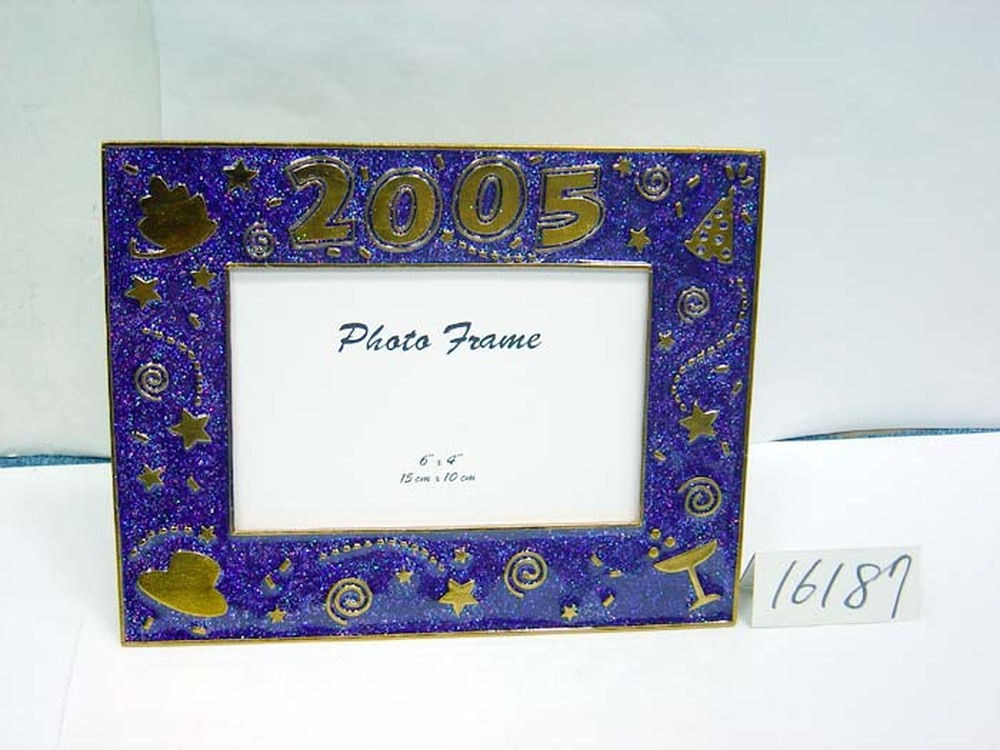 2005
Photo Frame
6" x 4"
15 cm x 10 cm
16187